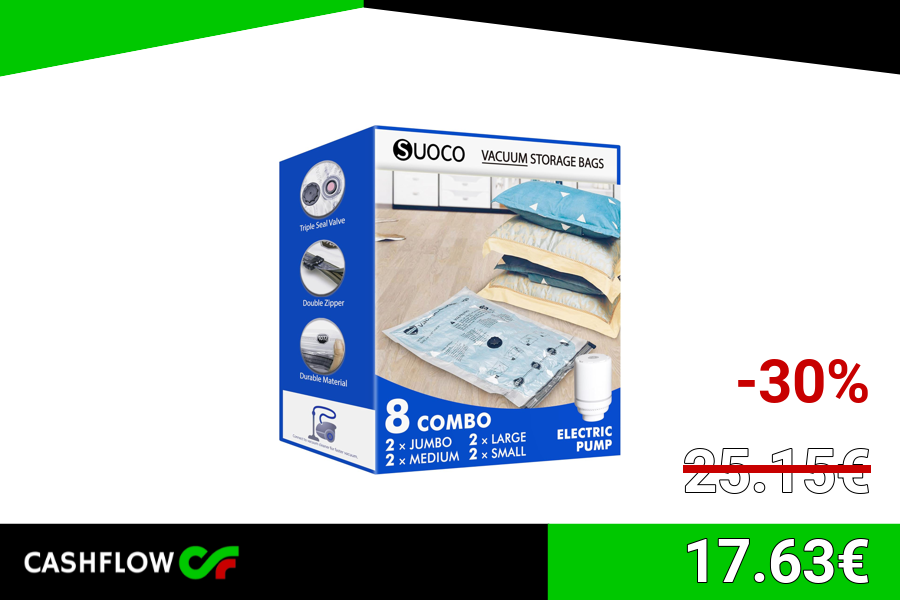 SUOCO
VACUUM STORAGE BAGS
Triple Seal Valve
Double Zipper
Durable Material
8 COMBO
2 x JUMBO 2 x LARGE
2 x MEDIUM 2 x SMALL
ELECTRIC
PUMP
-30%
25.15€
CASHFLOW
17.63€